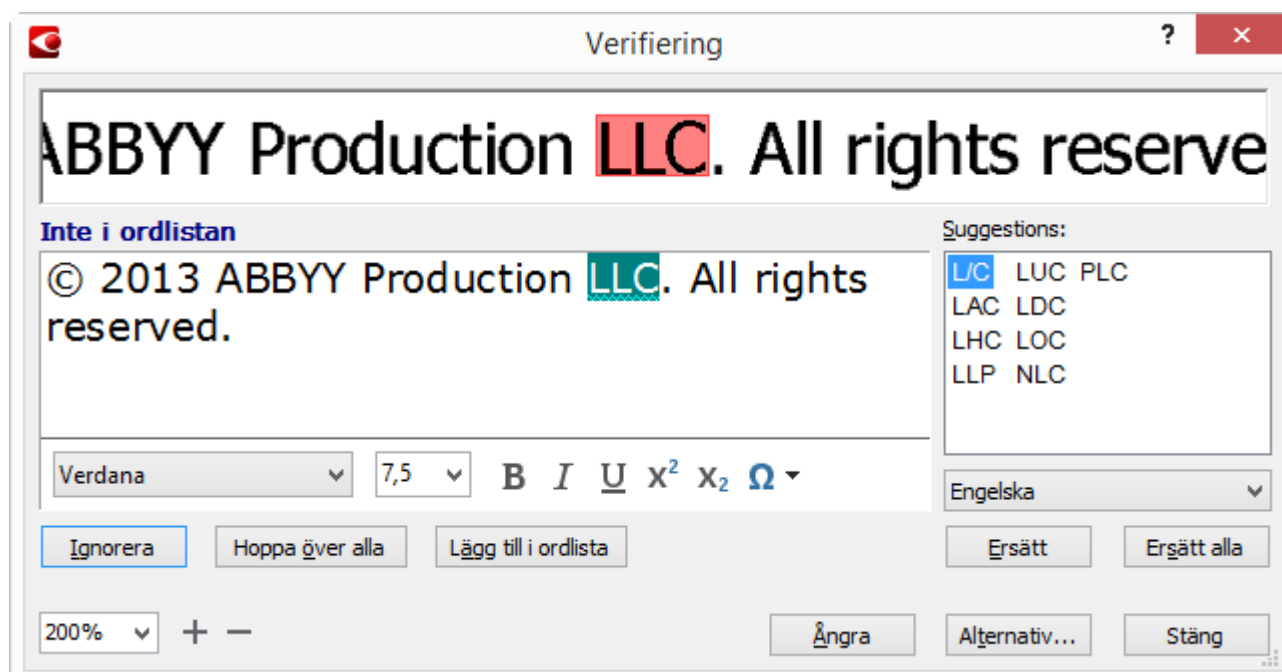 Verifiering
?
ABBYY Production LLC. All rights reserve
Inte i ordlistan
Suggestions:
© 2013 ABBYY Production LLC. All rights
reserved.
L/C LUC PLC
LAC LDC
LHC LOC
LLP NLC
Verdana 7,5 B I U X² X₂ Ω
Engelska
Ignorera Hoppa över alla Lägg till i ordlista Ersätt Ersätt alla
200% + − Ångra Alternativ... Stäng